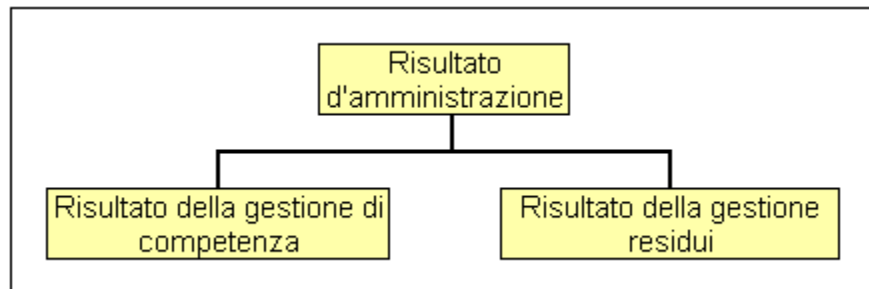 Risultato
d'amministrazione
Risultato della gestione di
competenza
Risultato della gestione
residui